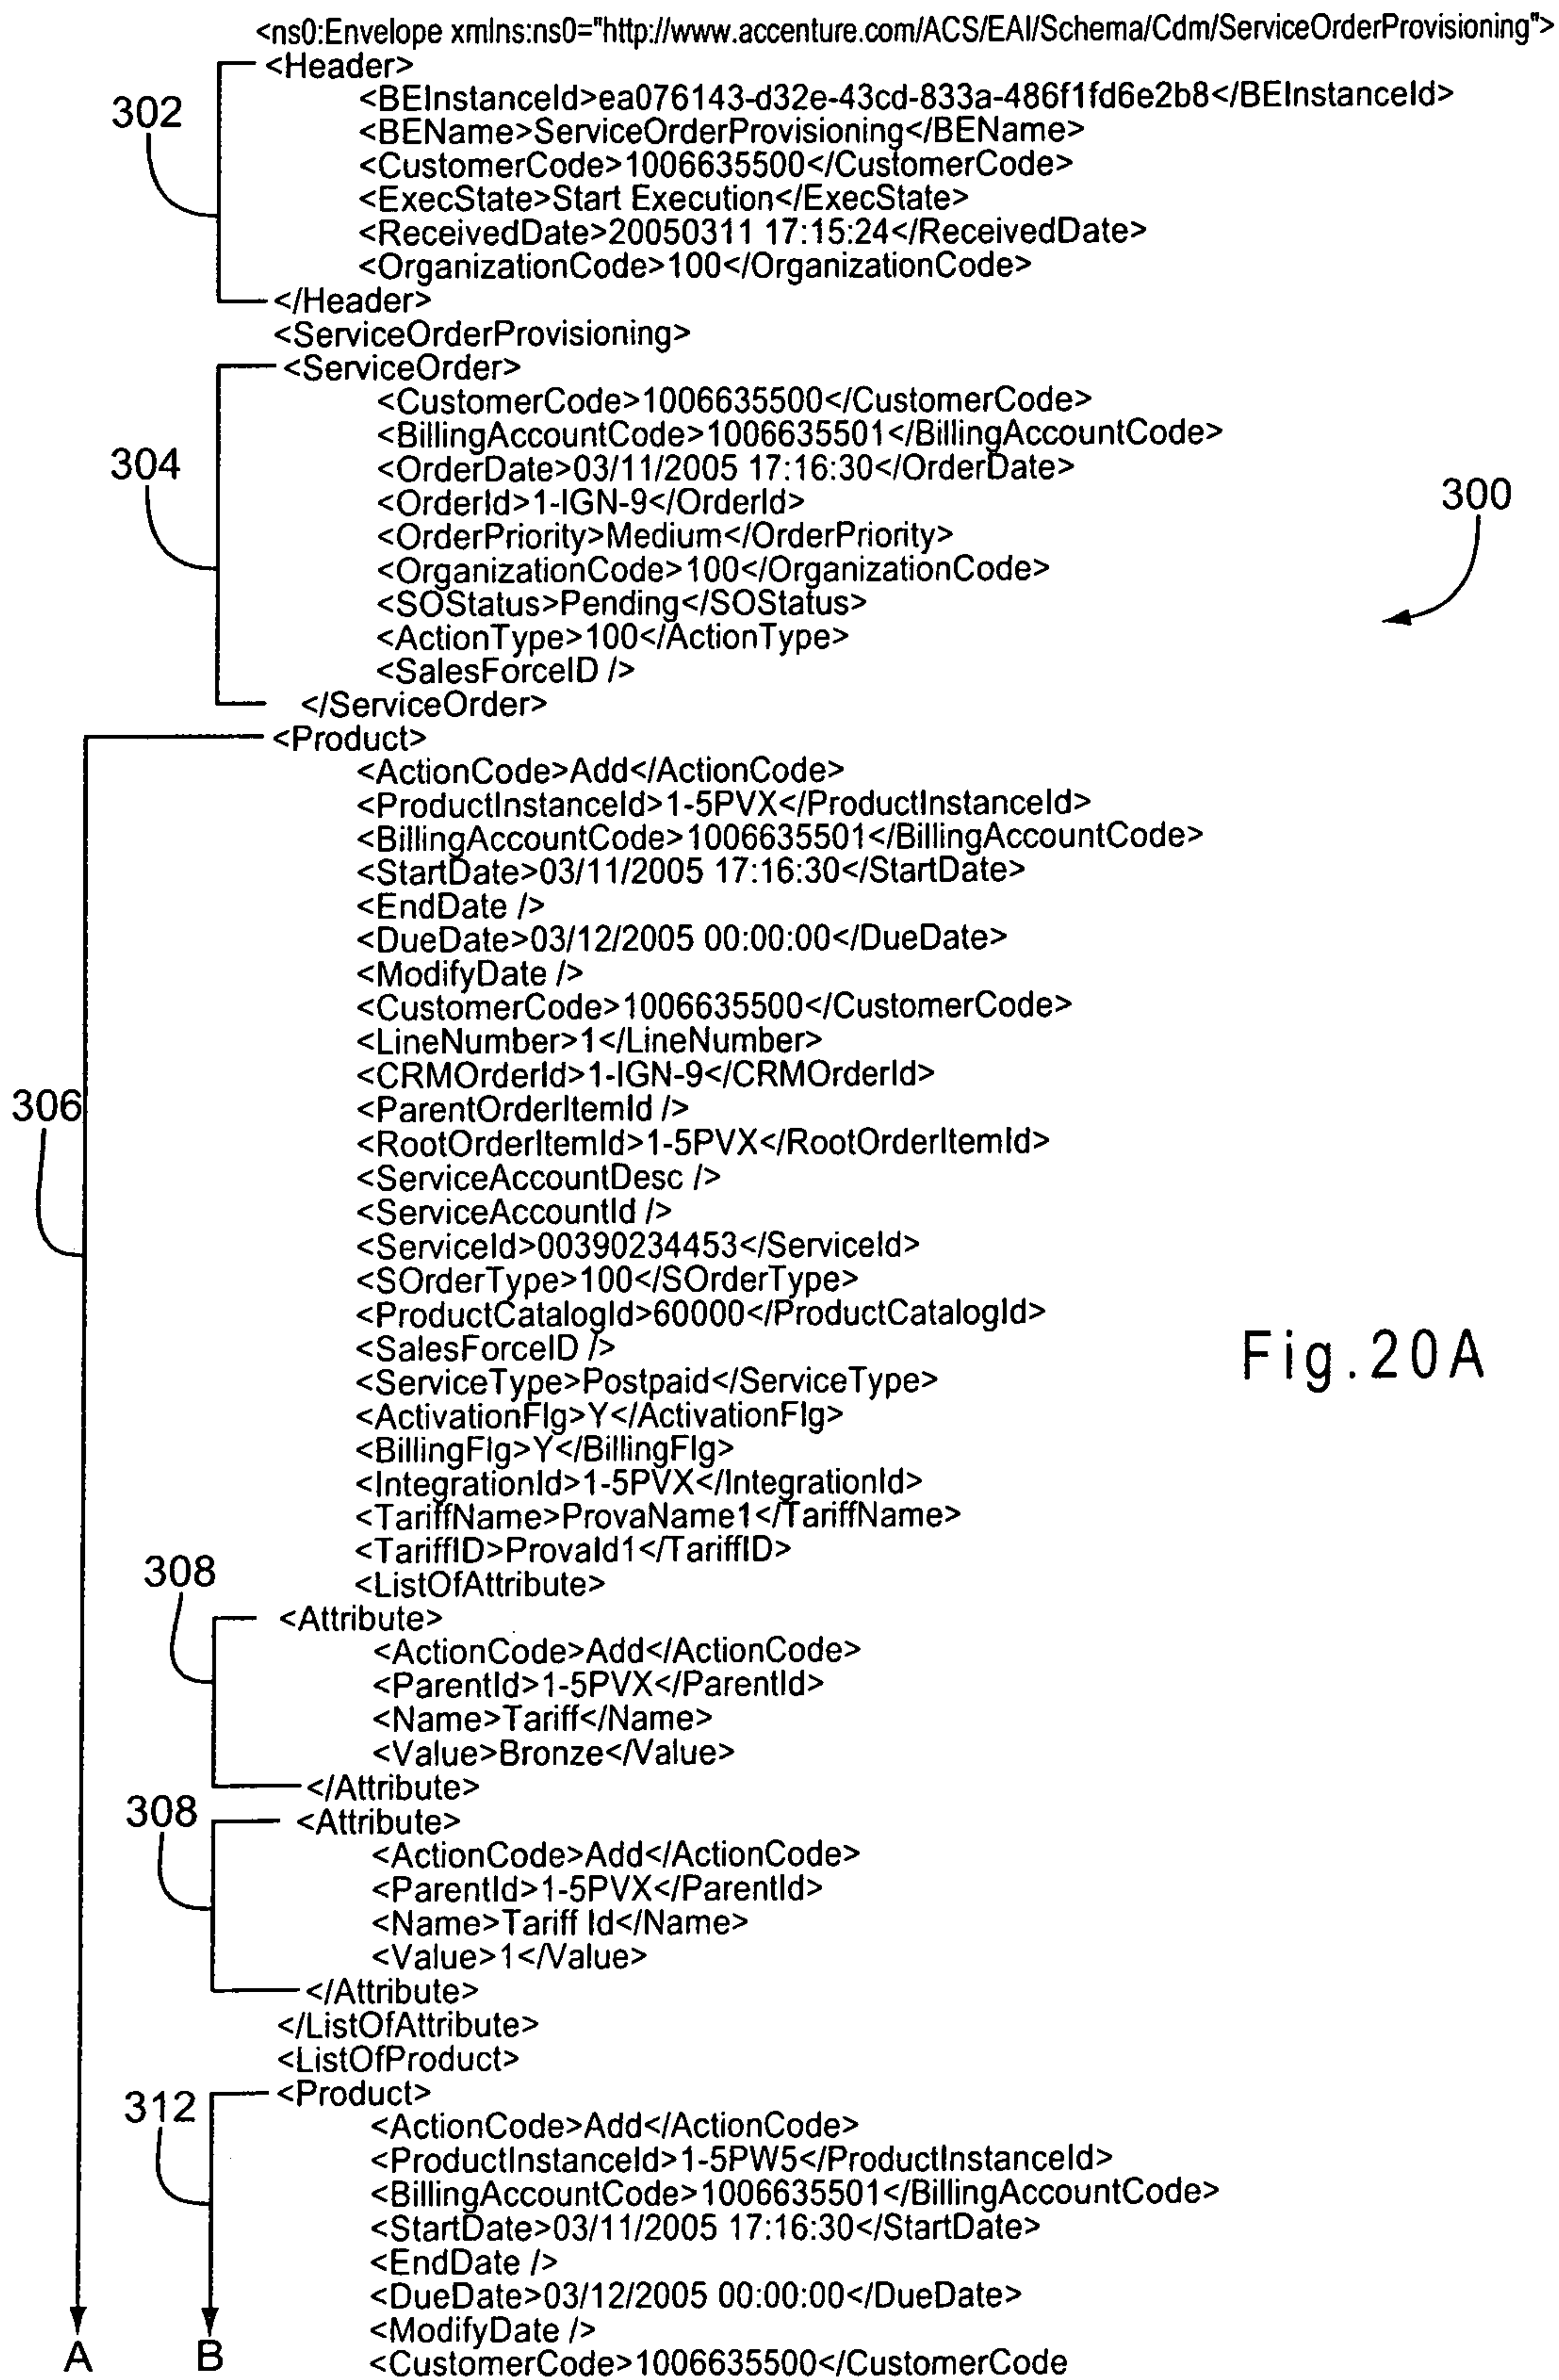 <ns0:Envelope xmlns:ns0="http://www.accenture.com/ACS/EAI/Schema/Cdm/ServiceOrderProvisioning">
<Header>
302
<BEInstanceId>ea076143-d32e-43cd-833a-486f1fd6e2b8</BEInstanceId>
<BEName>ServiceOrderProvisioning</BEName>
<CustomerCode>1006635500</CustomerCode>
<ExecState>Start Execution</ExecState>
<ReceivedDate>20050311 17:15:24</ReceivedDate>
<OrganizationCode>100</OrganizationCode>
</Header>
<ServiceOrderProvisioning>
<ServiceOrder>
304
<CustomerCode>1006635500</CustomerCode>
<BillingAccountCode>1006635501</BillingAccountCode>
<OrderDate>03/11/2005 17:16:30</OrderDate>
<OrderId>1-IGN-9</OrderId>
300
<OrderPriority>Medium</OrderPriority>
<OrganizationCode>100</OrganizationCode>
<SOStatus>Pending</SOStatus>
<ActionType>100</ActionType>
<SalesForceID />
</ServiceOrder>
<Product>
306
<ActionCode>Add</ActionCode>
<ProductInstanceId>1-5PVX</ProductInstanceId>
<BillingAccountCode>1006635501</BillingAccountCode>
<StartDate>03/11/2005 17:16:30</StartDate>
<EndDate />
<DueDate>03/12/2005 00:00:00</DueDate>
<ModifyDate />
<CustomerCode>1006635500</CustomerCode>
<LineNumber>1</LineNumber>
<CRMOrderId>1-IGN-9</CRMOrderId>
<ParentOrderItemId />
<RootOrderItemId>1-5PVX</RootOrderItemId>
<ServiceAccountDesc />
<ServiceAccountId />
<ServiceId>00390234453</ServiceId>
<SOrderType>100</SOrderType>
<ProductCatalogId>60000</ProductCatalogId>
<SalesForceID />
<ServiceType>Postpaid</ServiceType>
<ActivationFlg>Y</ActivationFlg>
<BillingFlg>Y</BillingFlg>
<IntegrationId>1-5PVX</IntegrationId>
<TariffName>ProvaName1</TariffName>
<TariffID>ProvaId1</TariffID>
<ListOfAttribute>
Fig.20A
308
<Attribute>
<ActionCode>Add</ActionCode>
<ParentId>1-5PVX</ParentId>
<Name>Tariff</Name>
<Value>Bronze</Value>
</Attribute>
308
<Attribute>
<ActionCode>Add</ActionCode>
<ParentId>1-5PVX</ParentId>
<Name>Tariff Id</Name>
<Value>1</Value>
</Attribute>
</ListOfAttribute>
<ListOfProduct>
312
<Product>
<ActionCode>Add</ActionCode>
<ProductInstanceId>1-5PW5</ProductInstanceId>
<BillingAccountCode>1006635501</BillingAccountCode>
<StartDate>03/11/2005 17:16:30</StartDate>
<EndDate />
<DueDate>03/12/2005 00:00:00</DueDate>
<ModifyDate />
<CustomerCode>1006635500</CustomerCode
A
B